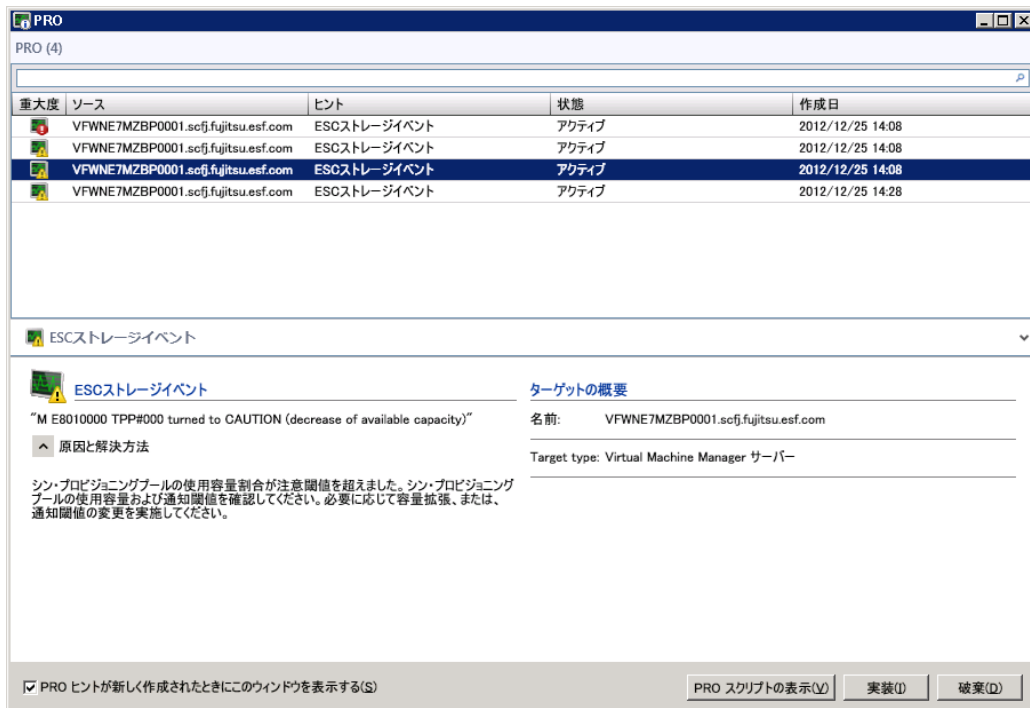 PRO
PRO (4)
重大度 ソース ヒント 状態 作成日
VFWNE7MZBP0001.scfj.fujitsu.esf.com ESCストレージイベント アクティブ 2012/12/25 14:08
VFWNE7MZBP0001.scfj.fujitsu.esf.com ESCストレージイベント アクティブ 2012/12/25 14:08
VFWNE7MZBP0001.scfj.fujitsu.esf.com ESCストレージイベント アクティブ 2012/12/25 14:08
VFWNE7MZBP0001.scfj.fujitsu.esf.com ESCストレージイベント アクティブ 2012/12/25 14:28
ESCストレージイベント
ESCストレージイベント
"M E8010000 TPP#000 turned to CAUTION (decrease of available capacity)"
原因と解決方法
シン・プロビジョニングプールの使用容量割合が注意閾値を超えました。シン・プロビジョニング
プールの使用容量および通知閾値を確認してください。必要に応じて容量拡張、または、
通知閾値の変更を実施してください。
ターゲットの概要
名前: VFWNE7MZBP0001.scfj.fujitsu.esf.com
Target type: Virtual Machine Manager サーバー
PRO ヒントが新しく作成されたときにこのウィンドウを表示する(S)
PRO スクリプトの表示(V) 実装(I) 破棄(D)